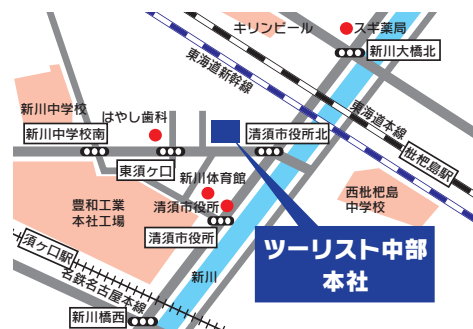 キリンビール
スギ薬局
新川大橋北
東海道新幹線
東海道本線
枇杷島駅
新川中学校
はやし歯科
新川中学校南
清須市役所北
東須ヶ口
新川体育館
西枇杷島
中学校
豊和工業
本社工場
清須市役所
清須市役所
ツーリスト中部
本社
須ヶ口駅
名鉄名古屋本線
新川
新川橋西